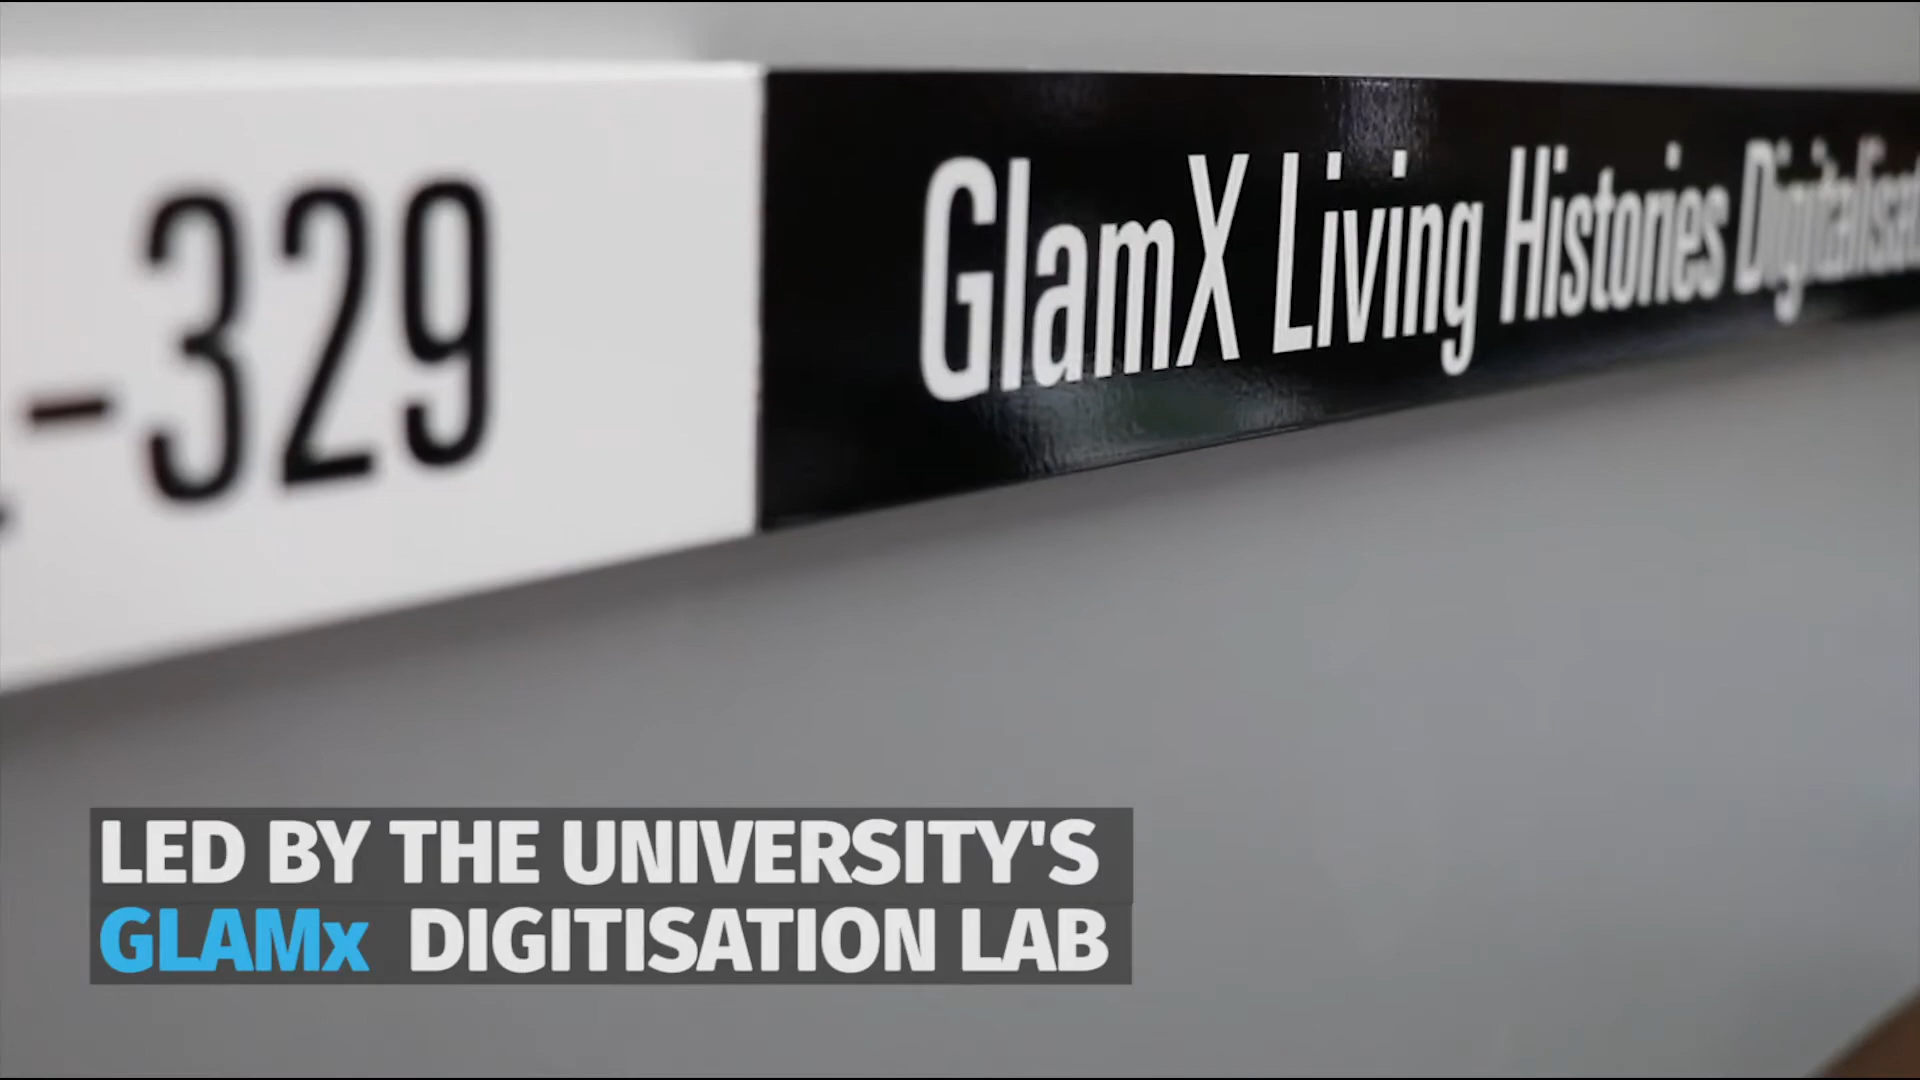 -329
GlamX Living Histories
LED BY THE UNIVERSITY'S
GLAMx DIGITISATION LAB